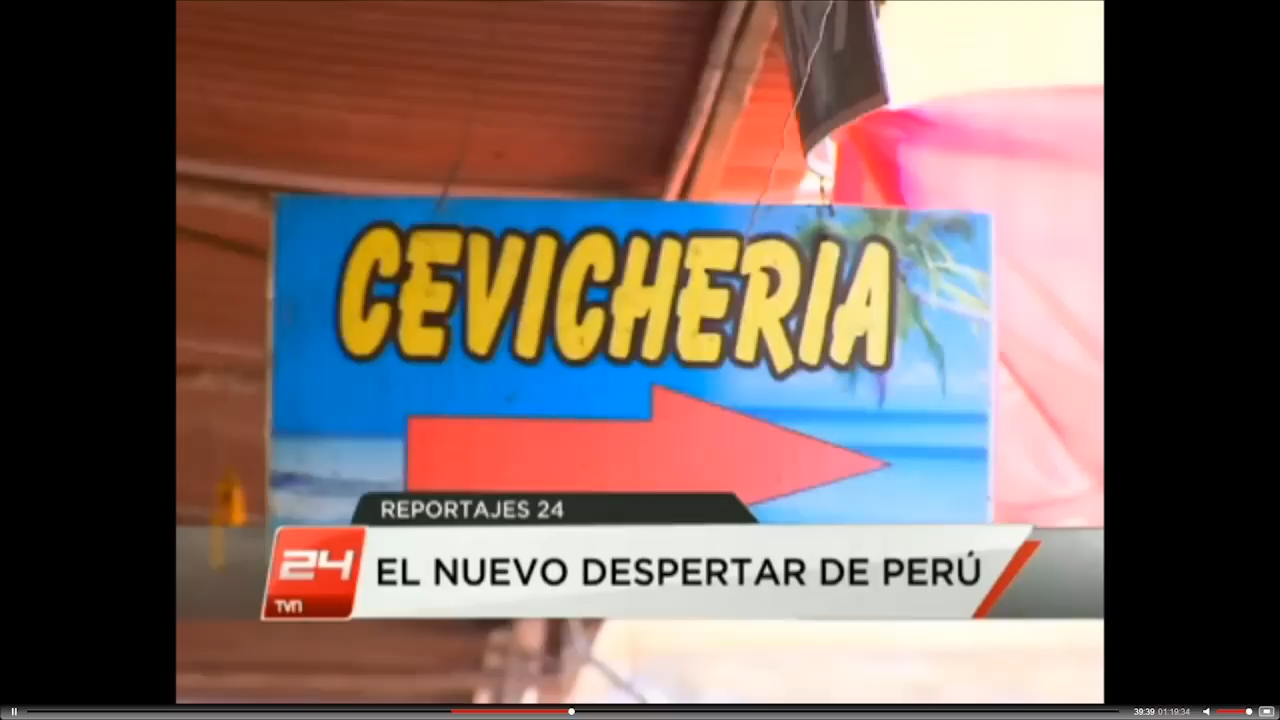 CEVICHERIA
REPORTAJES 24
24
EL NUEVO DESPERTAR DE PERÚ
TVN
39:39 01:19:34